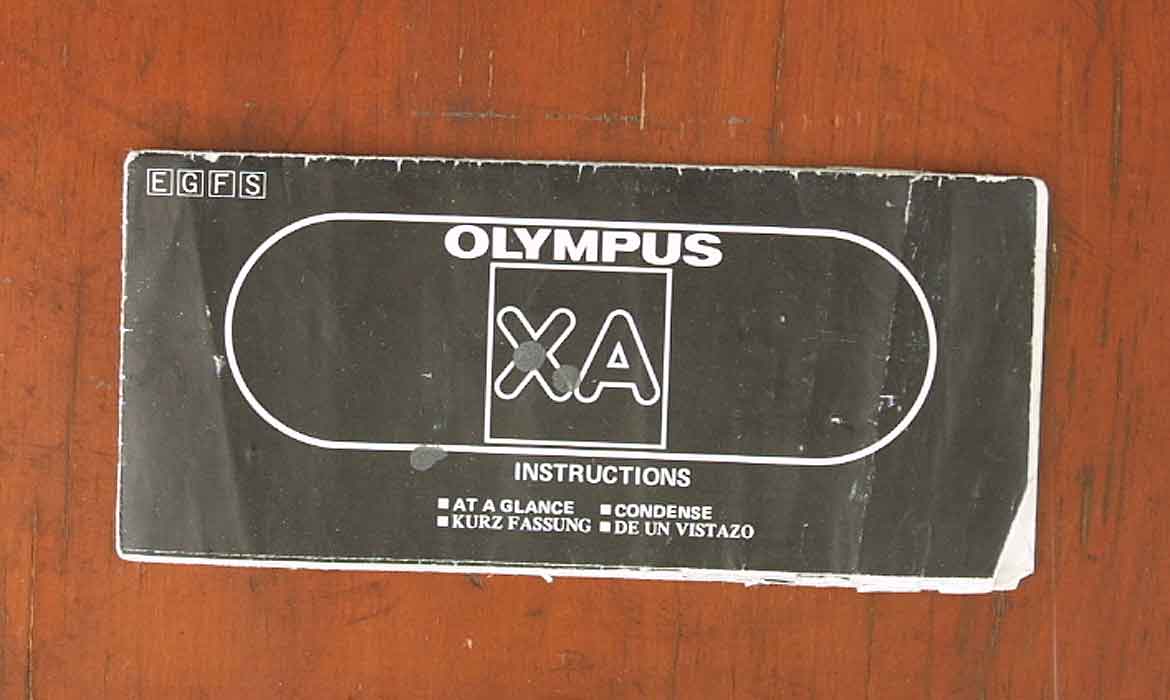 EGFS
OLYMPUS
XA
INSTRUCTIONS
■ AT A GLANCE ■ CONDENSE
■ KURZ FASSUNG ■ DE UN VISTAZO